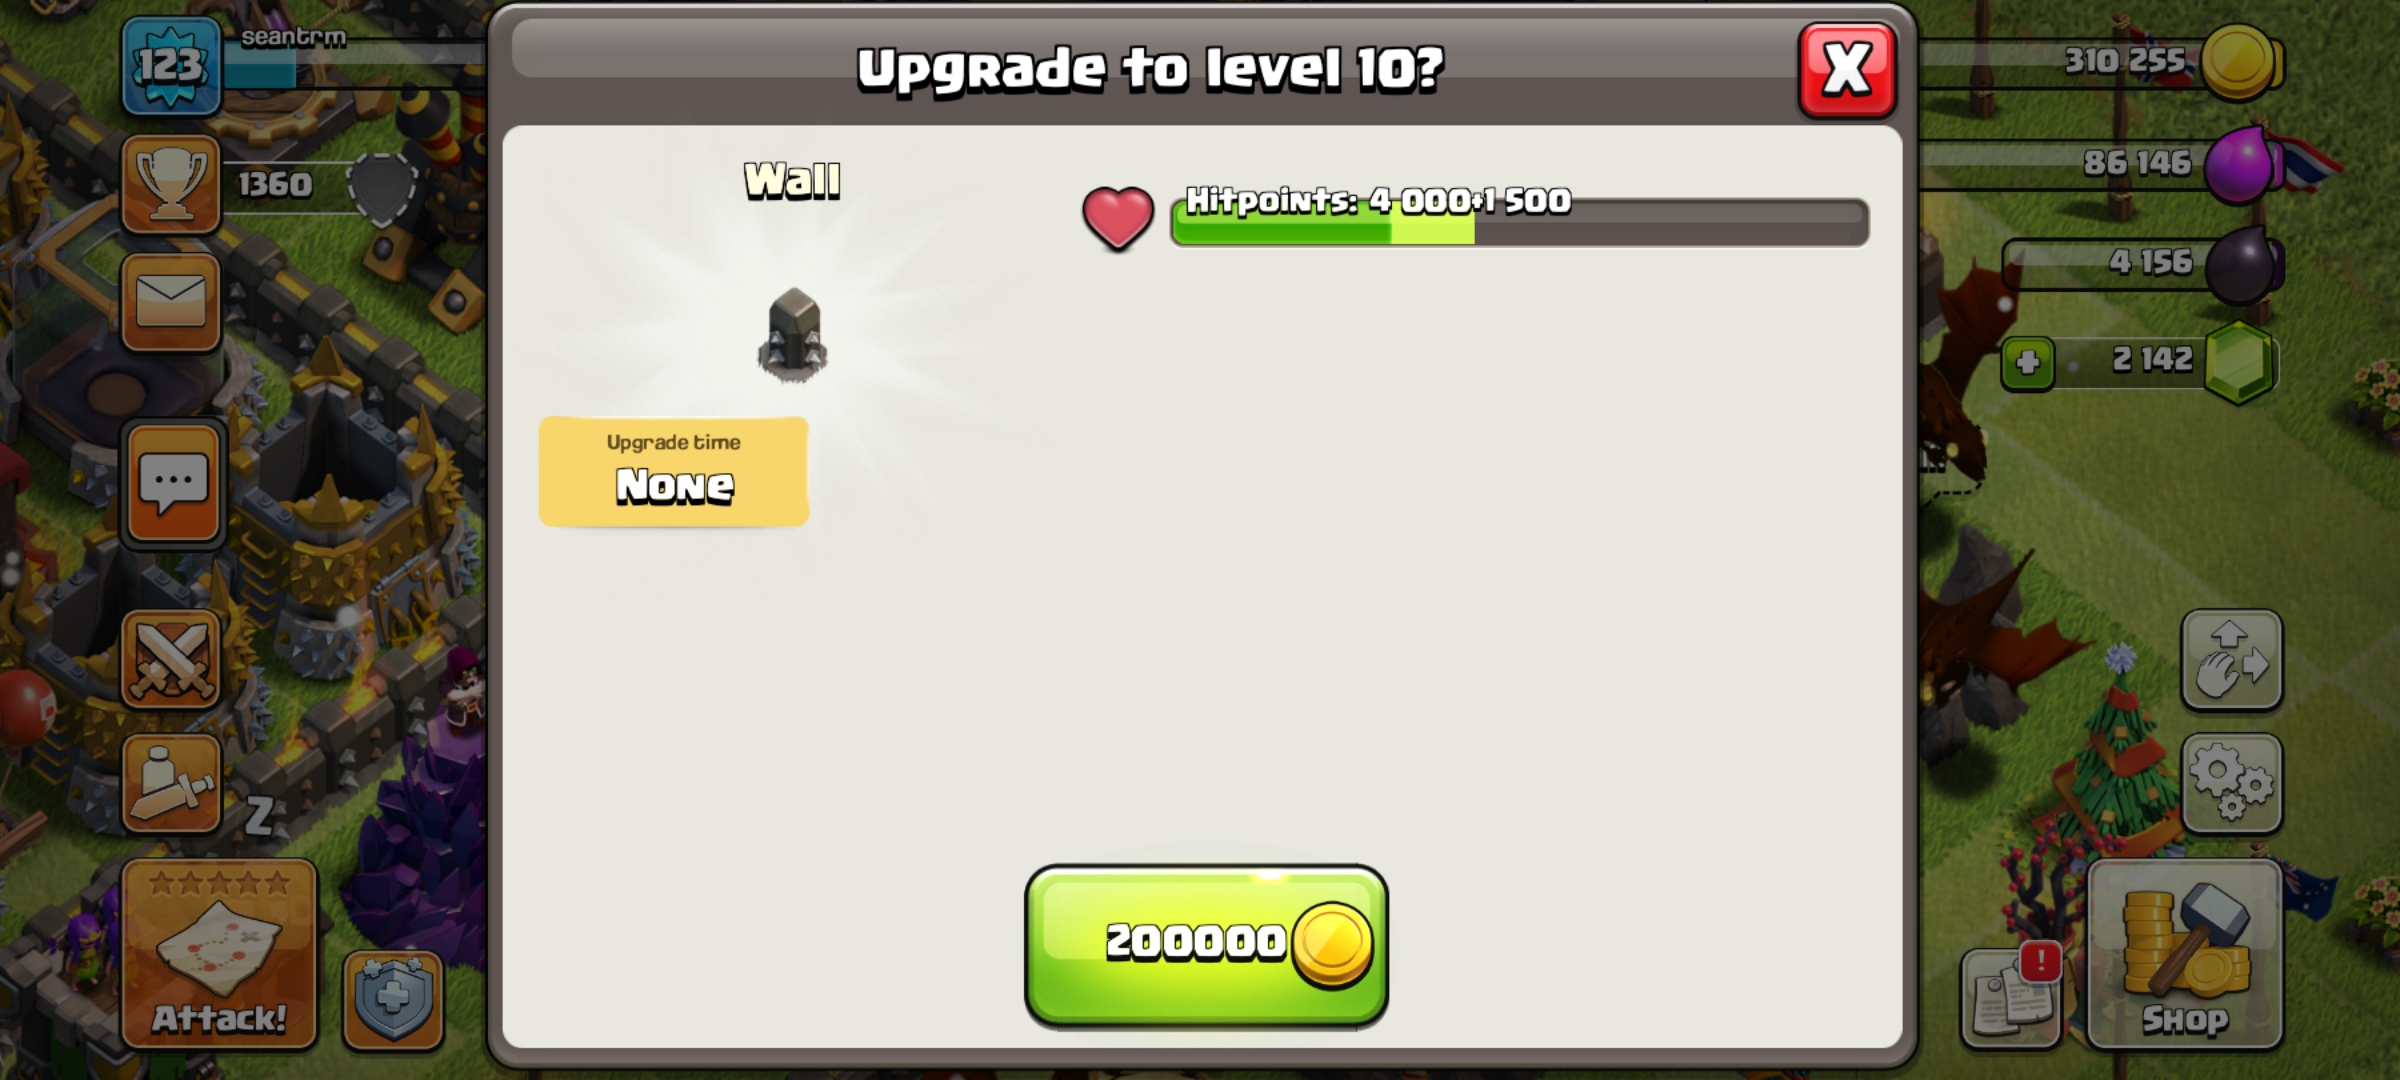 Upgrade to level 10?
X
123
seantrm
1360
310 255
86 146
4 156
2 142
Wall
Hitpoints: 4 000+1 500
Upgrade time
None
Z
200000
Attack!
!
Shop